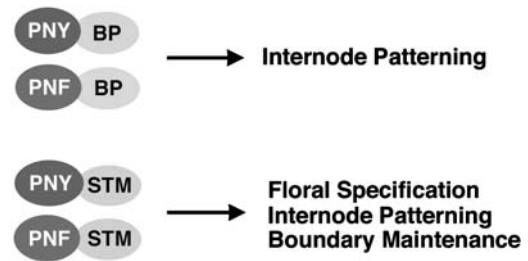 PNY BP
PNF BP
Internode Patterning
PNY STM
PNF STM
Floral Specification
Internode Patterning
Boundary Maintenance